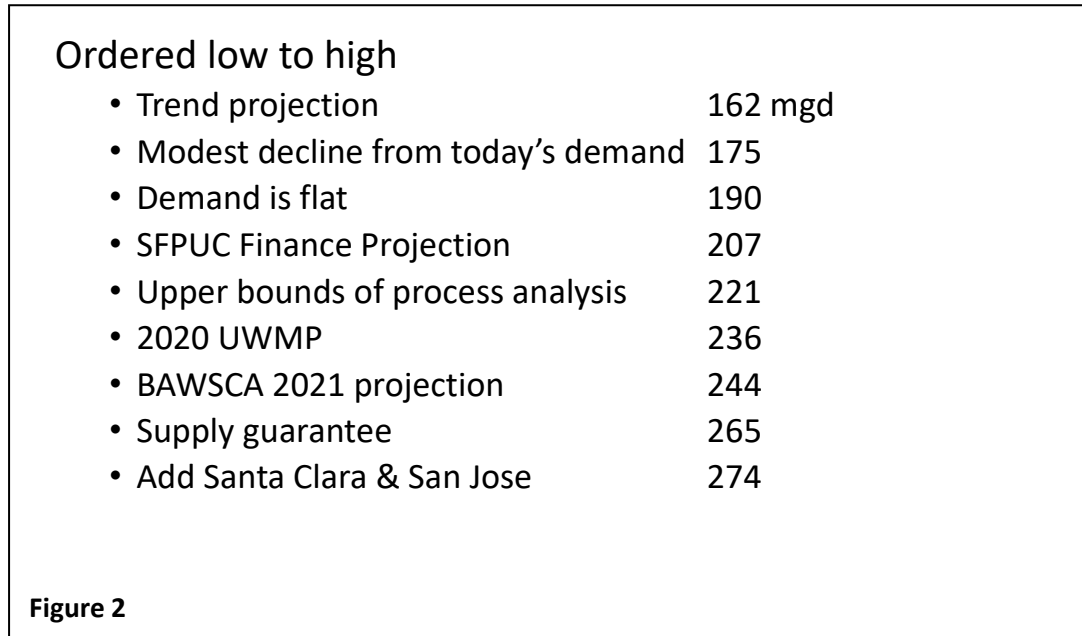 Ordered low to high
• Trend projection 162 mgd
• Modest decline from today’s demand 175
• Demand is flat 190
• SFPUC Finance Projection 207
• Upper bounds of process analysis 221
• 2020 UWMP 236
• BAWSCA 2021 projection 244
• Supply guarantee 265
• Add Santa Clara & San Jose 274
Figure 2